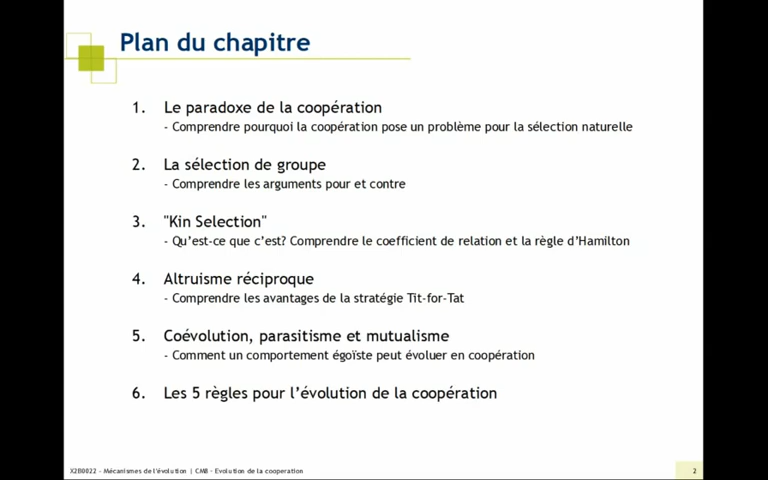 Plan du chapitre
1. Le paradoxe de la coopération
- Comprendre pourquoi la coopération pose un problème pour la sélection naturelle
2. La sélection de groupe
- Comprendre les arguments pour et contre
3. "Kin Selection"
- Qu'est-ce que c'est? Comprendre le coefficient de relation et la règle d'Hamilton
4. Altruisme réciproque
- Comprendre les avantages de la stratégie Tit-for-Tat
5. Coévolution, parasitisme et mutualisme
- Comment un comportement égoïste peut évoluer en coopération
6. Les 5 règles pour l'évolution de la coopération
X2B0022 - Mécanismes de l'évolution | CM8 - Evolution de la cooperation
2